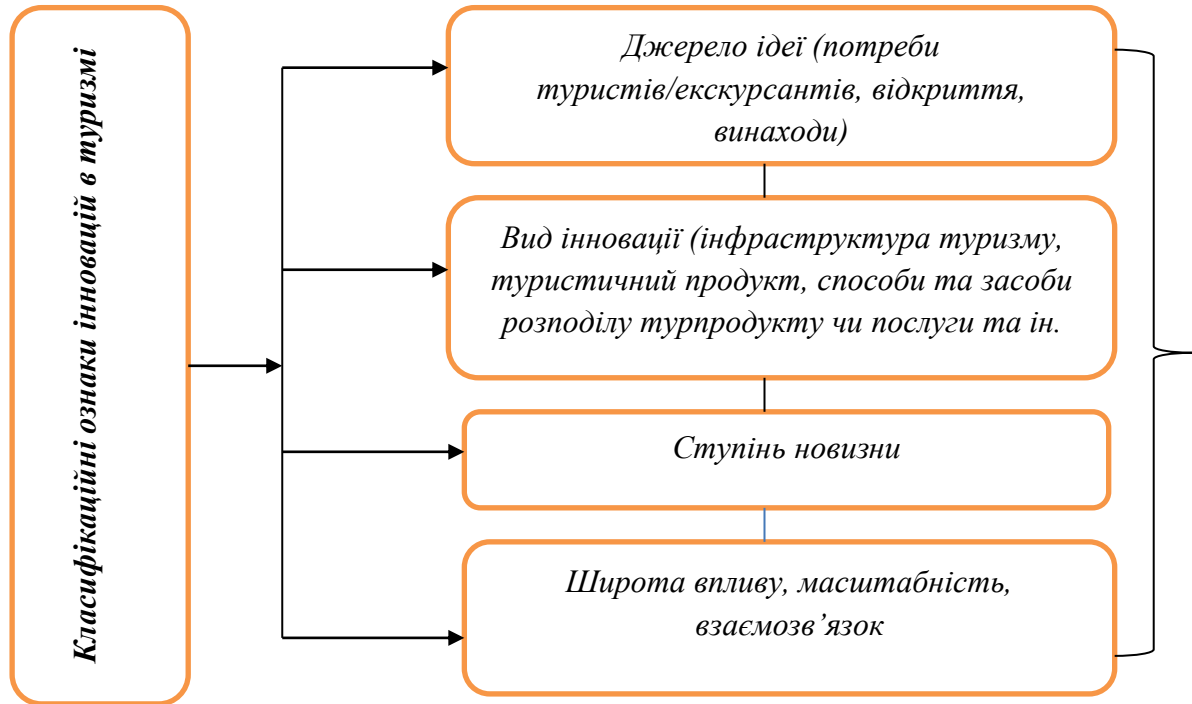 Класифікаційні ознаки інновацій в туризмі
Джерело ідеї (потреби
туристів/екскурсантів, відкриття,
винаходи)
Вид інновації (інфраструктура туризму,
туристичний продукт, способи та засоби
розподілу турпродукту чи послуги та ін.
Ступінь новизни
Широта впливу, масштабність,
взаємозв’язок